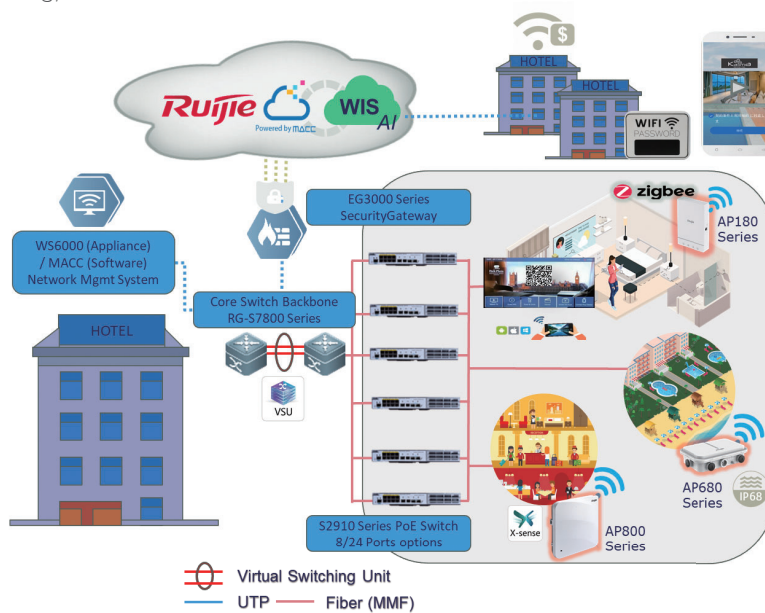 HOTEL
HOTEL
$
Ruijie
Powered by MACC
WIS
AI
WIFI
PASSWORD
EG3000 Series
SecurityGateway
zigbee
AP180
Series
WS6000 (Appliance)
/ MACC (Software)
Network Mgmt System
Core Switch Backbone
RG-S7800 Series
HOTEL
VSU
AP680
Series
IP68
S2910 Series PoE Switch
8/24 Ports options
X-sense
AP800
Series
Virtual Switching Unit
UTP
Fiber (MMF)